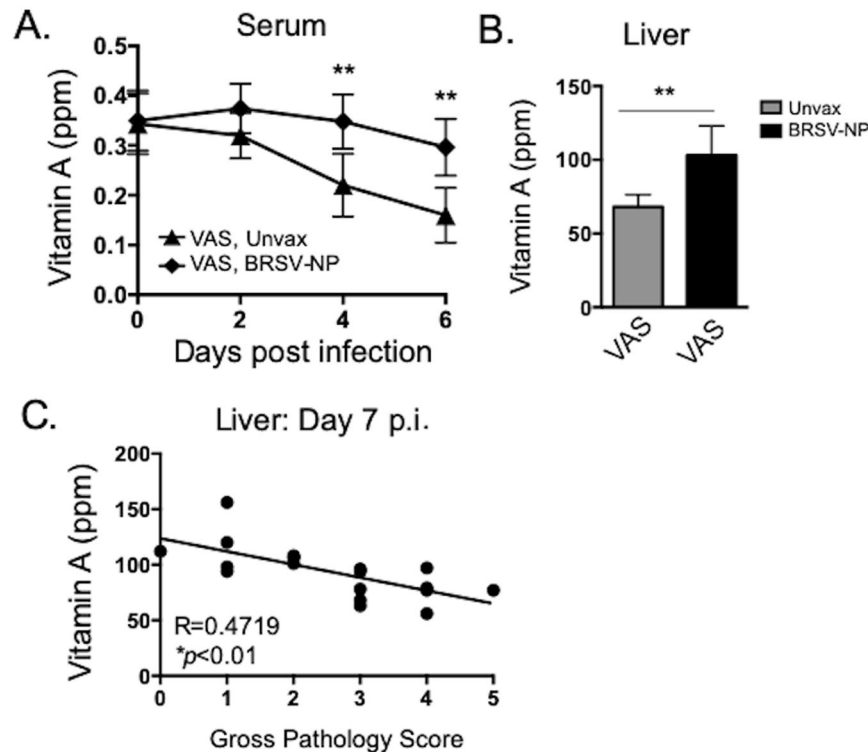 A.
Serum
Vitamin A (ppm)
0.5
0.4
0.3
0.2
0.1
0.0
** **
VAS, Unvax
VAS, BRSV-NP
0 2 4 6
Days post infection
B.
Liver
Vitamin A (ppm)
150
100
50
0
**
VAS VAS
Unvax
BRSV-NP
C.
Liver: Day 7 p.i.
Vitamin A (ppm)
200
150
100
50
0
R=0.4719
*p<0.01
0 1 2 3 4 5
Gross Pathology Score